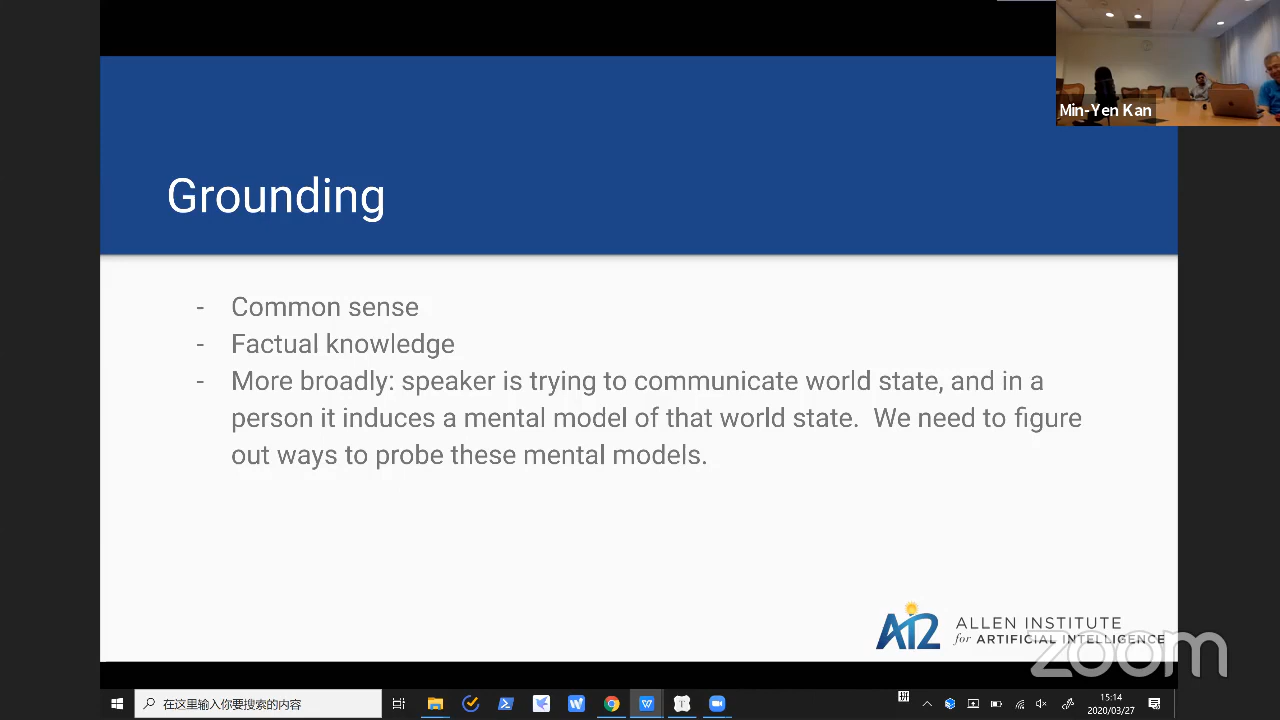 Min-Yen Kan
Grounding
- Common sense
- Factual knowledge
- More broadly: speaker is trying to communicate world state, and in a
person it induces a mental model of that world state. We need to figure
out ways to probe these mental models.
AI2 ALLEN INSTITUTE
for ARTIFICIAL INTELLIGENCE
zoom
在这里输入你要搜索的内容
15:14
2020/03/27